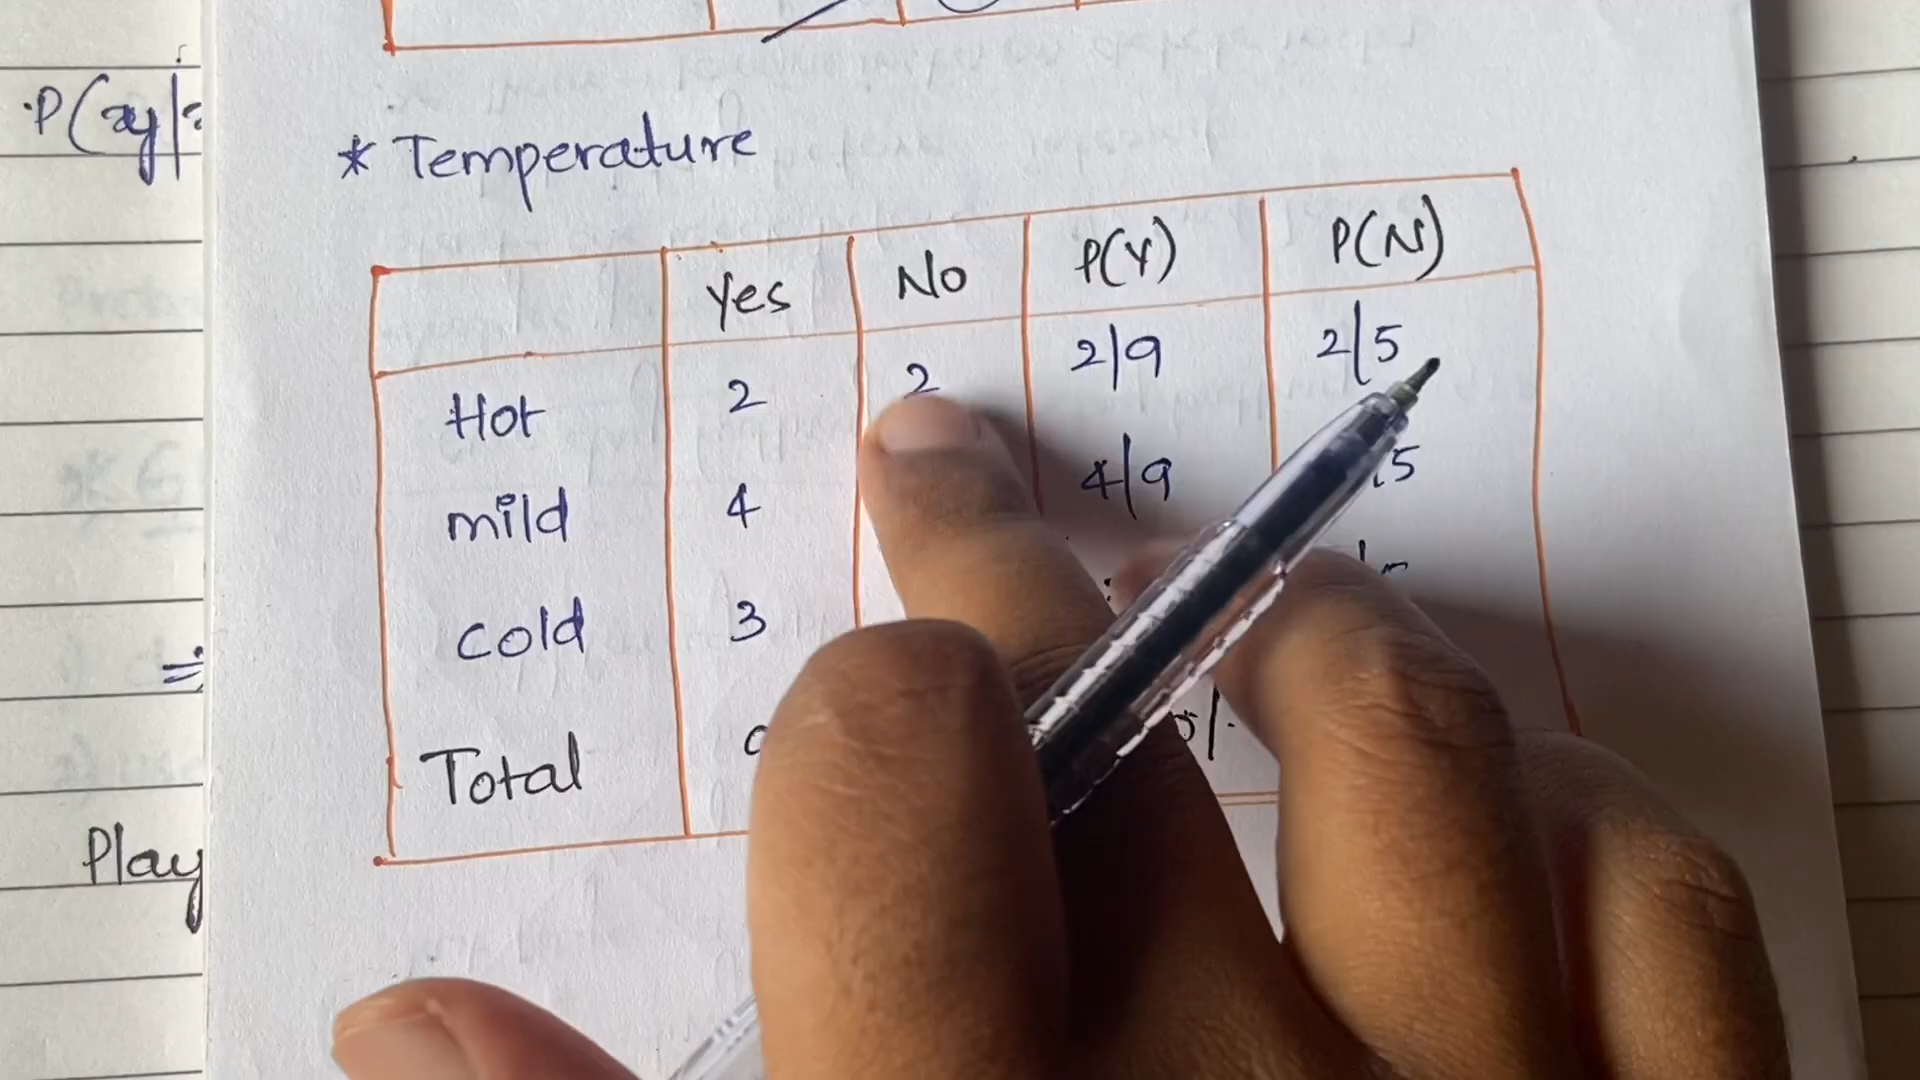 P(xy|
* Temperature
Yes No P(Y) P(N)
Hot 2 2 2|9 2|5
mild 4 4|9 5
cold 3
Total
=
Play